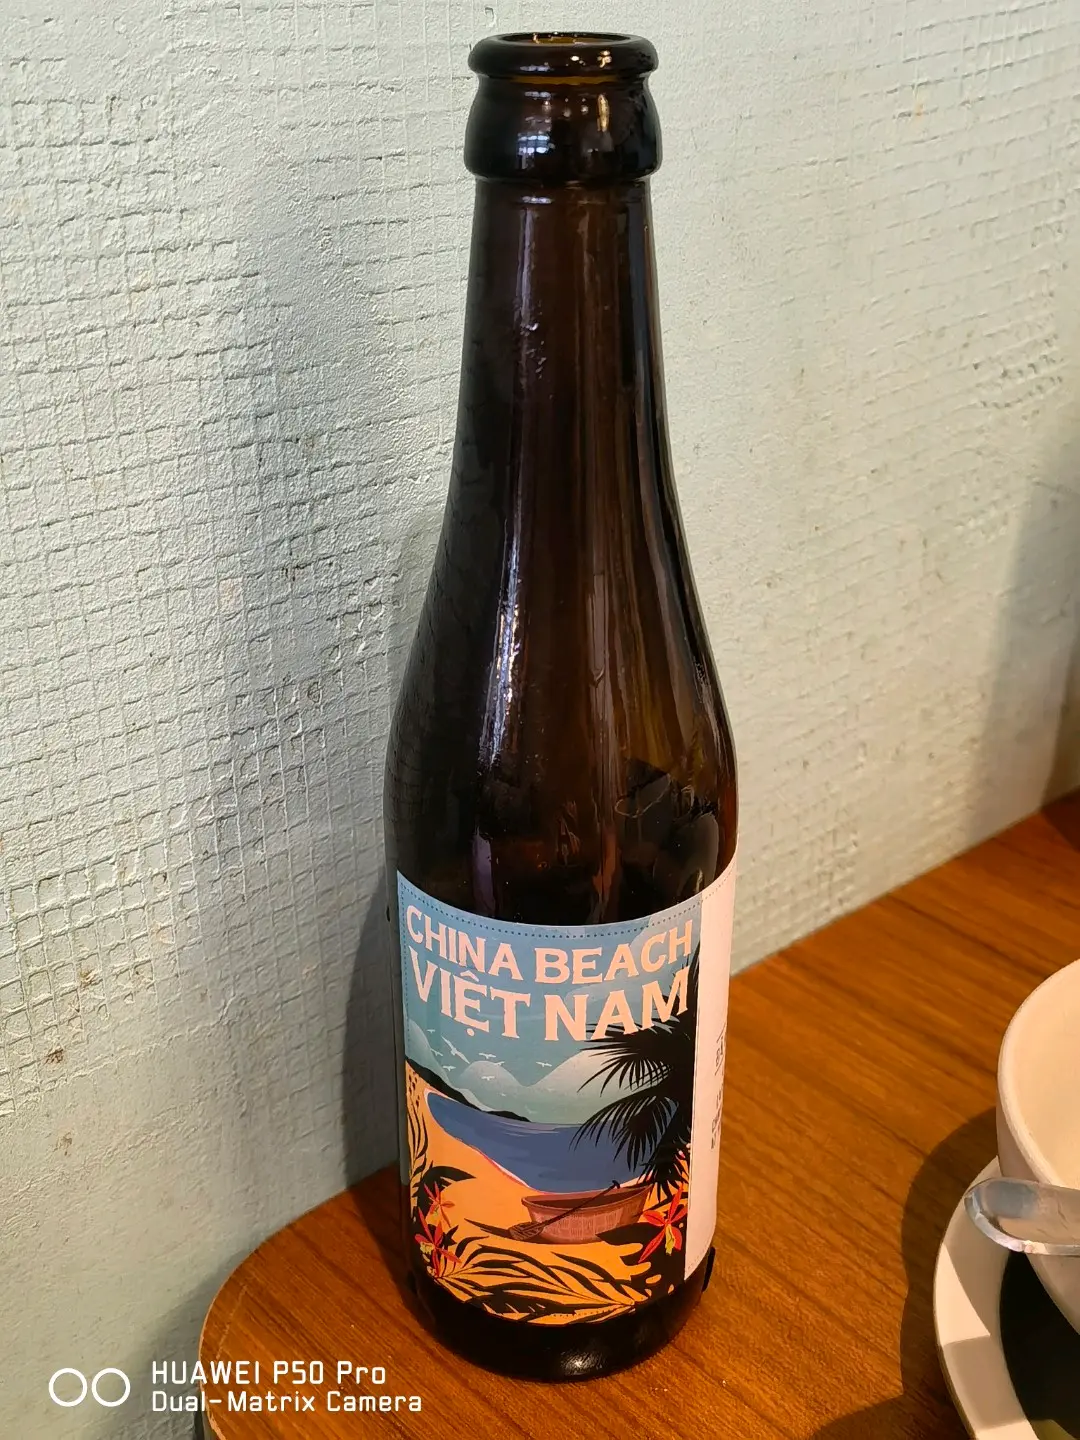 CHINA BEACH
VIỆT NAM
HUAWEI P50 Pro
Dual-Matrix Camera